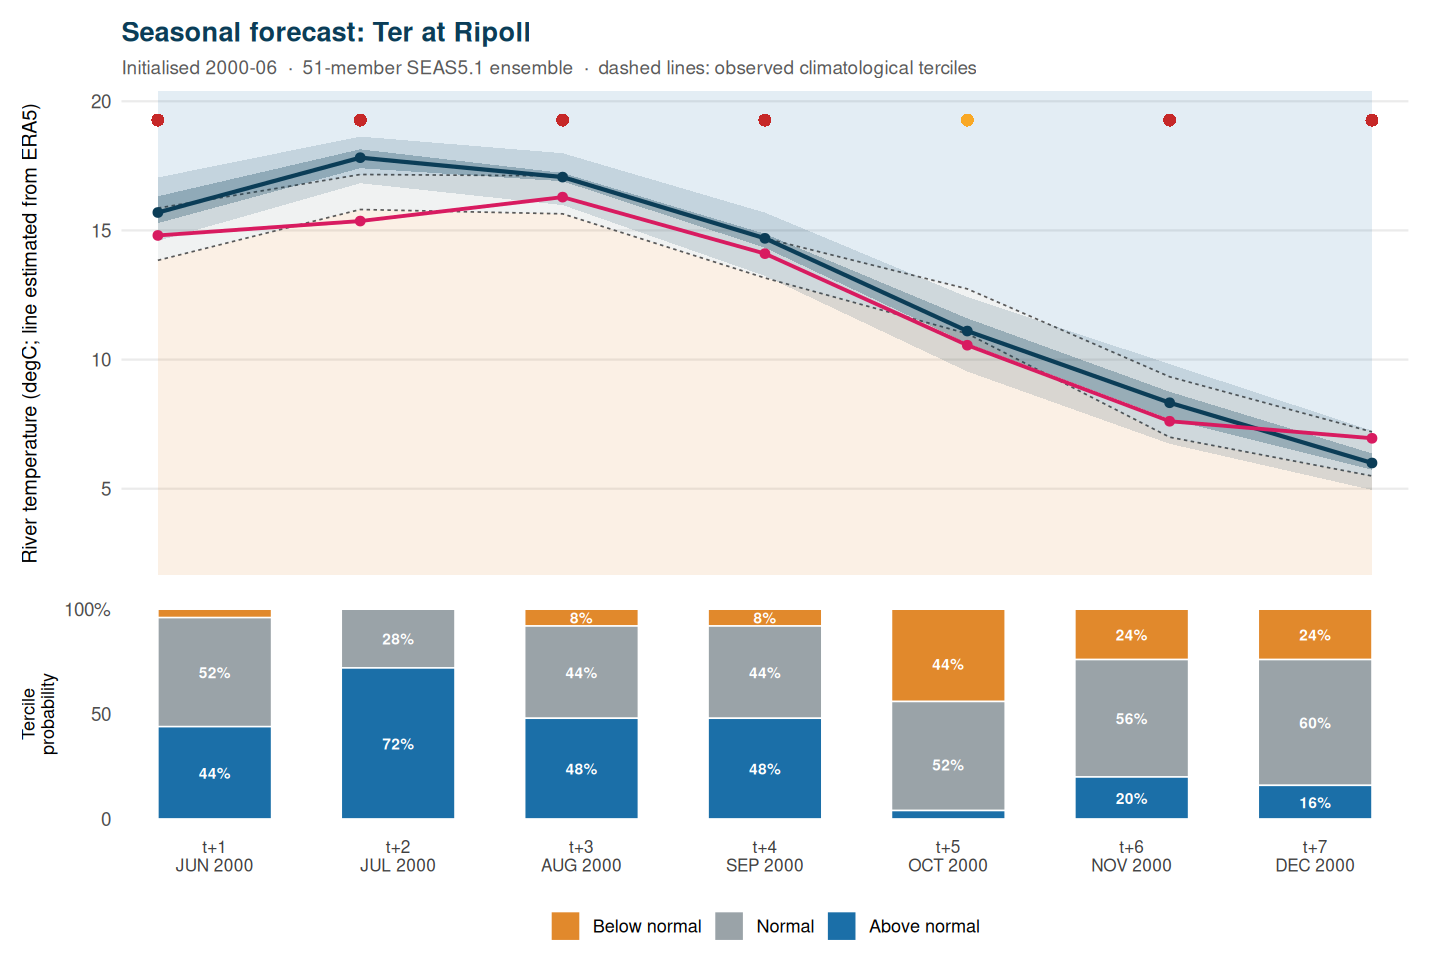 Seasonal forecast: Ter at Ripoll
Initialised 2000-06 · 51-member SEAS5.1 ensemble · dashed lines: observed climatological terciles
River temperature (degC; line estimated from ERA5)
20
15
10
5
Tercile
probability
100%
50
0
8%
8%
44%
24%
24%
52%
28%
44%
44%
52%
56%
60%
44%
72%
48%
48%
20%
16%
t+1
JUN 2000
t+2
JUL 2000
t+3
AUG 2000
t+4
SEP 2000
t+5
OCT 2000
t+6
NOV 2000
t+7
DEC 2000
Below normal
Normal
Above normal